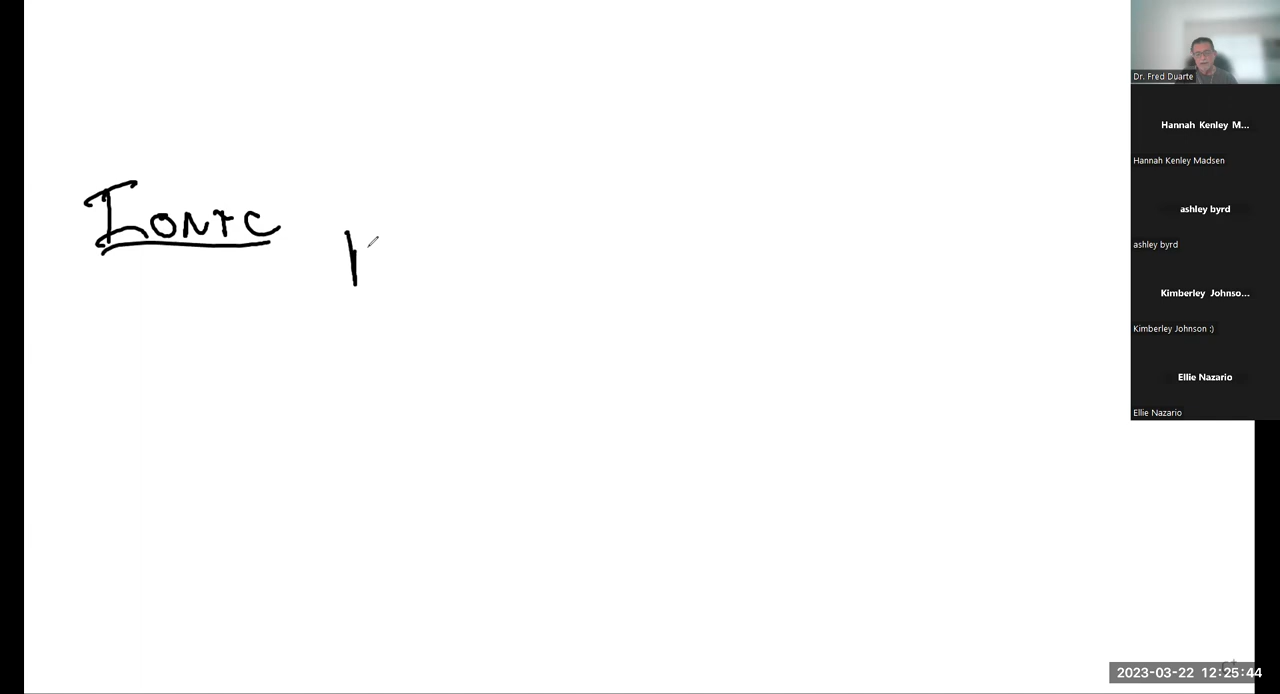 Ionic
Dr. Fred Duarte
Hannah Kenley M...
Hannah Kenley Madsen
ashley byrd
ashley byrd
Kimberley Johnso...
Kimberley Johnson :)
Ellie Nazario
Ellie Nazario
2023-03-22 12:25:44